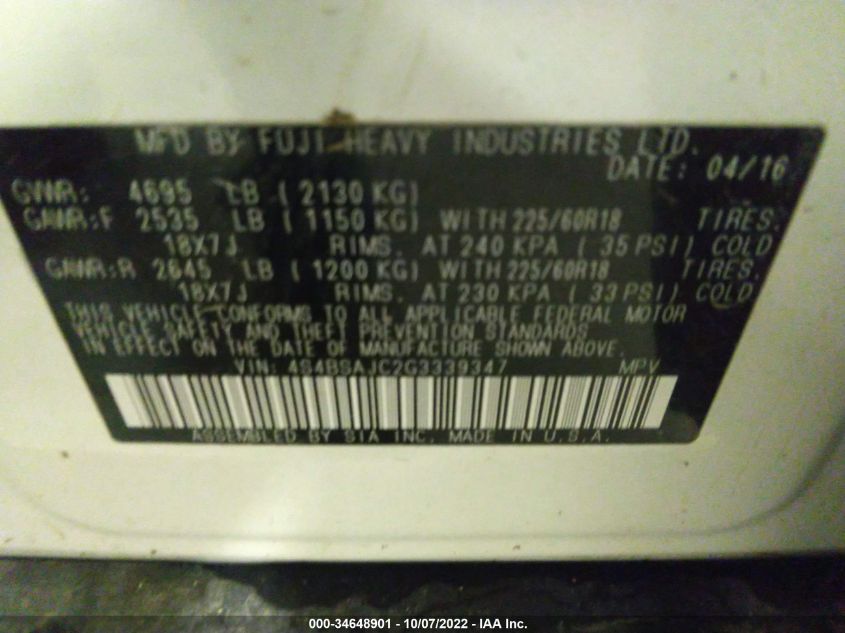 MFD BY FUJI HEAVY INDUSTRIES LTD.
DATE: 04/16
GVWR: 4695 LB ( 2130 KG)
GAWR:F 2535 LB ( 1150 KG) WITH 225/60R18 TIRES.
18X7J RIMS. AT 240 KPA ( 35 PSI) COLD
GAWR:R 2645 LB ( 1200 KG) WITH 225/60R18 TIRES.
18X7J RIMS. AT 230 KPA ( 33 PSI) COLD.
THIS VEHICLE CONFORMS TO ALL APPLICABLE FEDERAL MOTOR
VEHICLE SAFETY AND THEFT PREVENTION STANDARDS
IN EFFECT ON THE DATE OF MANUFACTURE SHOWN ABOVE.
VIN: 4S4BSAJC2G3339347 MPV
ASSEMBLED BY SIA INC. MADE IN U.S.A.
000-34648901 - 10/07/2022 - IAA Inc.